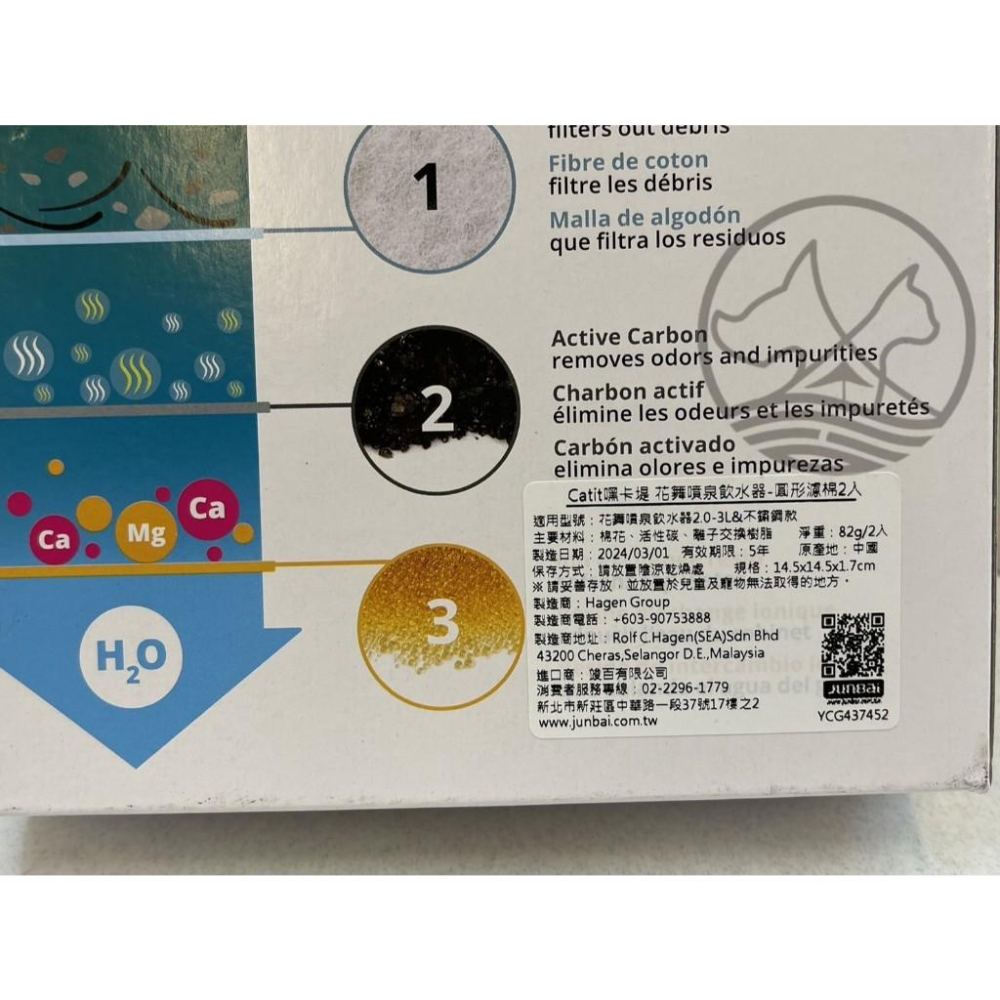 filters out debris
1
Fibre de coton
filtre les débris
Malla de algodón
que filtra los residuos
2
Active Carbon
removes odors and impurities
Charbon actif
élimine les odeurs et les impuretés
Carbón activado
elimina olores e impurezas
Ca
Mg
Ca
3
H2O
Catit嘿卡堤 花舞噴泉飲水器-圓形濾棉2入
適用型號：花舞噴泉飲水器2.0-3L&不鏽鋼款
主要材料：棉花、活性碳、離子交換樹脂 淨重：82g/2入
製造日期：2024/03/01 有效期限：5年 原產地：中國
保存方式：請放置陰涼乾燥處 規格：14.5x14.5x1.7cm
※請妥善存放，並放置於兒童及寵物無法取得的地方。
製造商：Hagen Group
製造商電話：+603-90753888
製造商地址：Rolf C.Hagen(SEA)Sdn Bhd
43200 Cheras,Selangor D.E.,Malaysia
進口商：竣百有限公司
消費者服務專線：02-2296-1779
新北市新莊區中華路一段37號17樓之2
www.junbai.com.tw
JUNBAI
www.junbai.com.tw
YCG437452